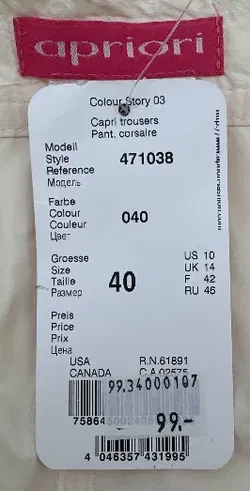 apriori
Colour Story 03
Capri trousers
Pant. corsaire
Modell
Style 471038
Reference
Модель
Farbe
Colour 040
Couleur
Цвет
Groesse US 10
Size 40 UK 14
Taille F 42
Размер RU 46
Preis
Price
Prix
Цена
USA R.N.61891
CANADA C.A.02575
99.34000107
99.-
4 046357 431995